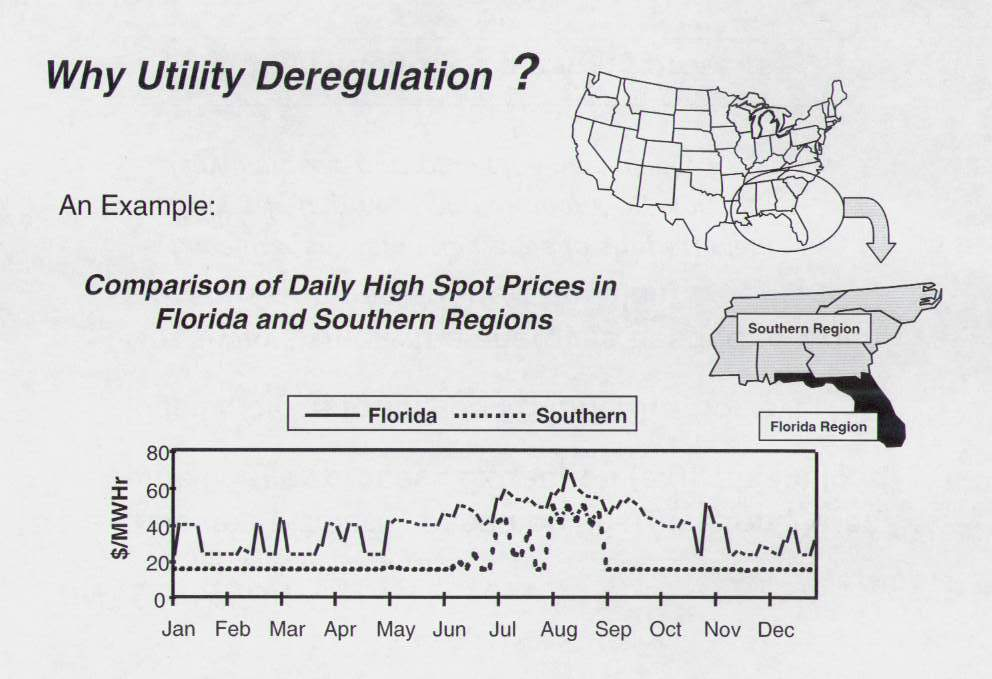 Why Utility Deregulation ?
An Example:
Comparison of Daily High Spot Prices in
Florida and Southern Regions
Southern Region
Florida Region
Florida Southern
$/MWHr
80
60
40
20
0
Jan Feb Mar Apr May Jun Jul Aug Sep Oct Nov Dec